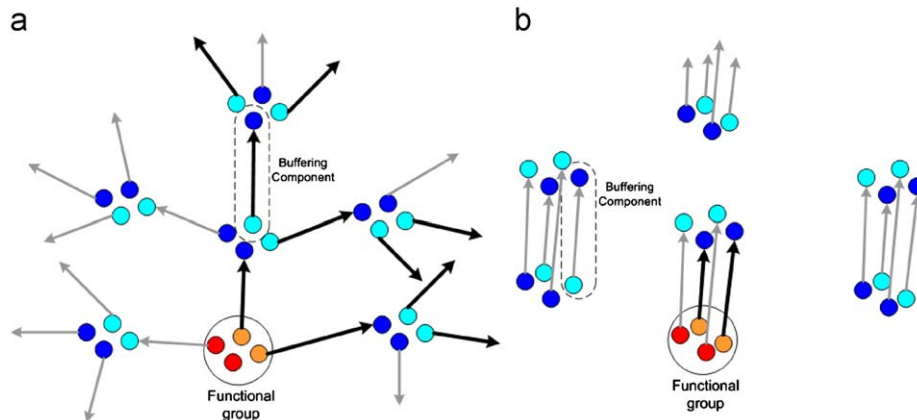 a
b
Buffering
Component
Buffering
Component
Functional
group
Functional
group